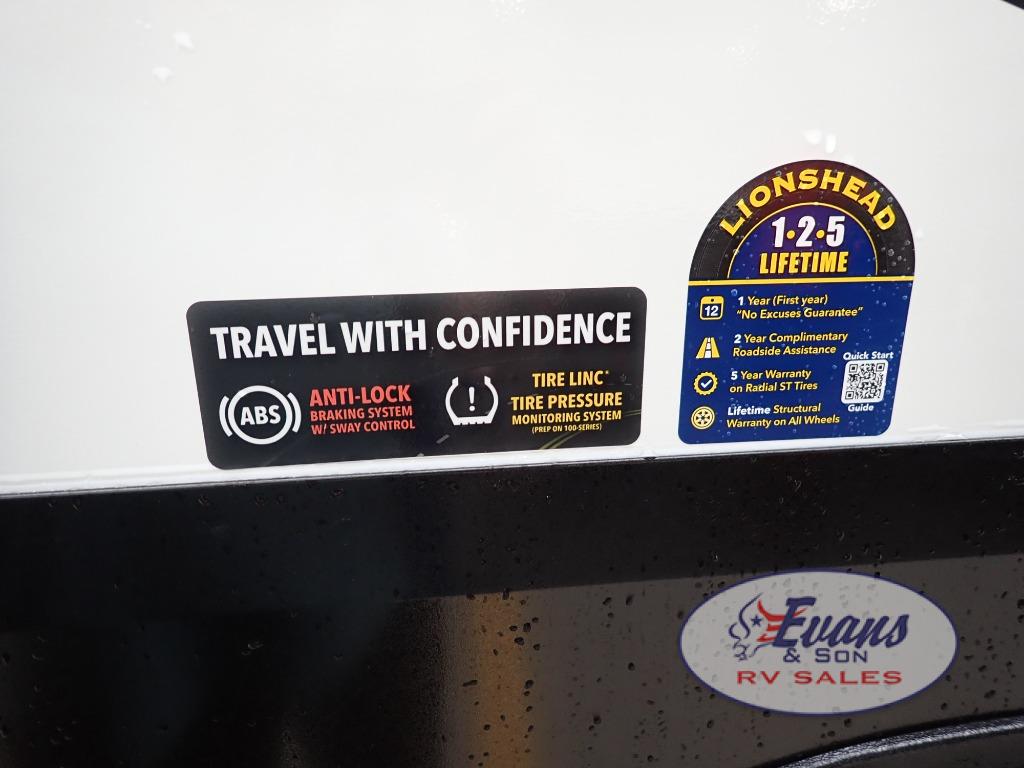 TRAVEL WITH CONFIDENCE
ABS
ANTI-LOCK
BRAKING SYSTEM
W/ SWAY CONTROL
!
TIRE LINC®
TIRE PRESSURE
MONITORING SYSTEM
(PREP ON 100-SERIES)
LIONSHEAD
1•2•5
LIFETIME
12
1 Year (First year)
"No Excuses Guarantee"
2 Year Complimentary
Roadside Assistance
5 Year Warranty
on Radial ST Tires
Lifetime Structural
Warranty on All Wheels
Quick Start
Guide
Evans
& SON
RV SALES